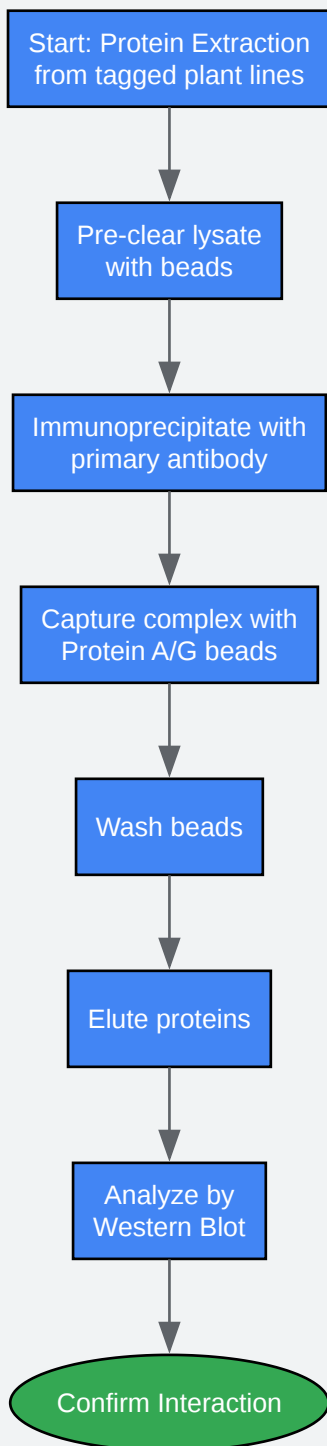 Start: Protein Extraction
from tagged plant lines
Pre-clear lysate
with beads
Immunoprecipitate with
primary antibody
Capture complex with
Protein A/G beads
Wash beads
Elute proteins
Analyze by
Western Blot
Confirm Interaction